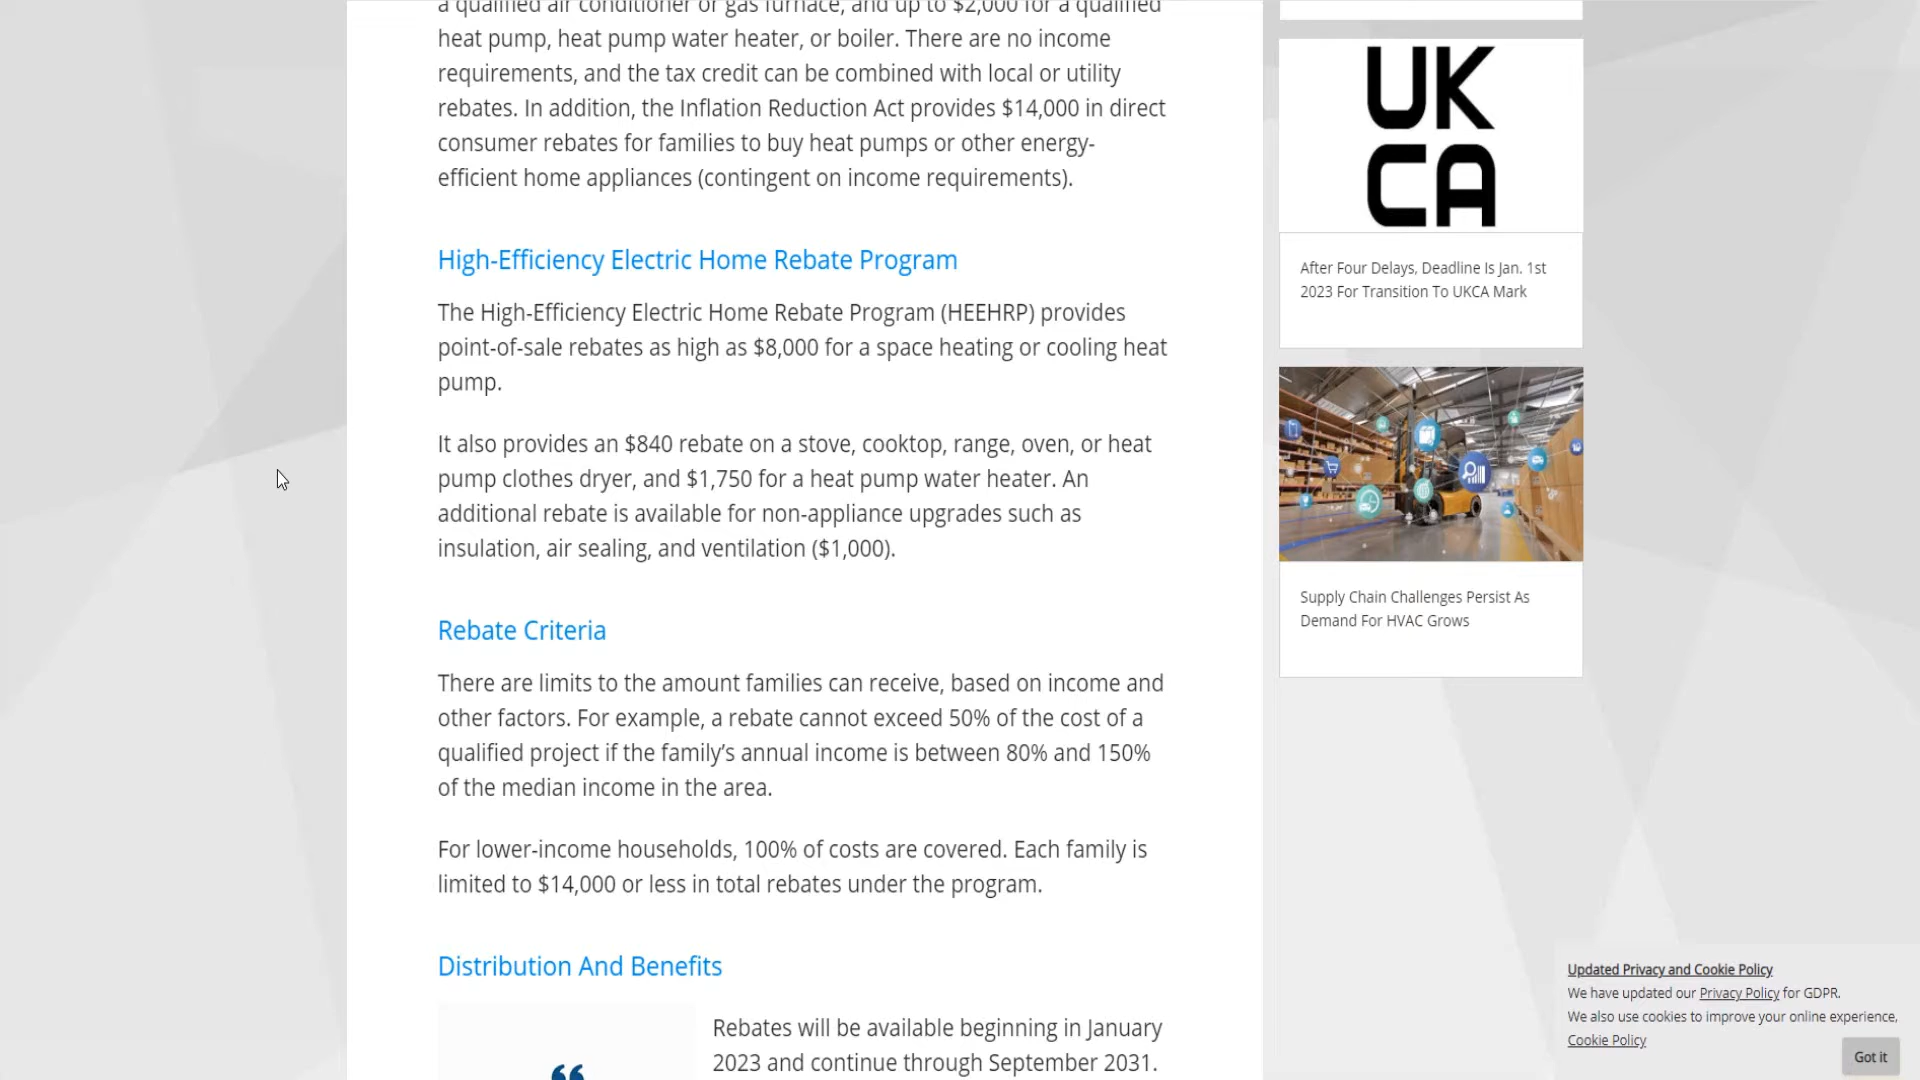 a qualified air conditioner or gas furnace, and up to $2,000 for a qualified
heat pump, heat pump water heater, or boiler. There are no income
requirements, and the tax credit can be combined with local or utility
rebates. In addition, the Inflation Reduction Act provides $14,000 in direct
consumer rebates for families to buy heat pumps or other energy-
efficient home appliances (contingent on income requirements).
High-Efficiency Electric Home Rebate Program
The High-Efficiency Electric Home Rebate Program (HEEHRP) provides
point-of-sale rebates as high as $8,000 for a space heating or cooling heat
pump.
It also provides an $840 rebate on a stove, cooktop, range, oven, or heat
pump clothes dryer, and $1,750 for a heat pump water heater. An
additional rebate is available for non-appliance upgrades such as
insulation, air sealing, and ventilation ($1,000).
Rebate Criteria
There are limits to the amount families can receive, based on income and
other factors. For example, a rebate cannot exceed 50% of the cost of a
qualified project if the family’s annual income is between 80% and 150%
of the median income in the area.
For lower-income households, 100% of costs are covered. Each family is
limited to $14,000 or less in total rebates under the program.
Distribution And Benefits
“
Rebates will be available beginning in January
2023 and continue through September 2031.
UK
CA
After Four Delays, Deadline Is Jan. 1st
2023 For Transition To UKCA Mark
Supply Chain Challenges Persist As
Demand For HVAC Grows
Updated Privacy and Cookie Policy
We have updated our Privacy Policy for GDPR.
We also use cookies to improve your online experience,
Cookie Policy
Got it